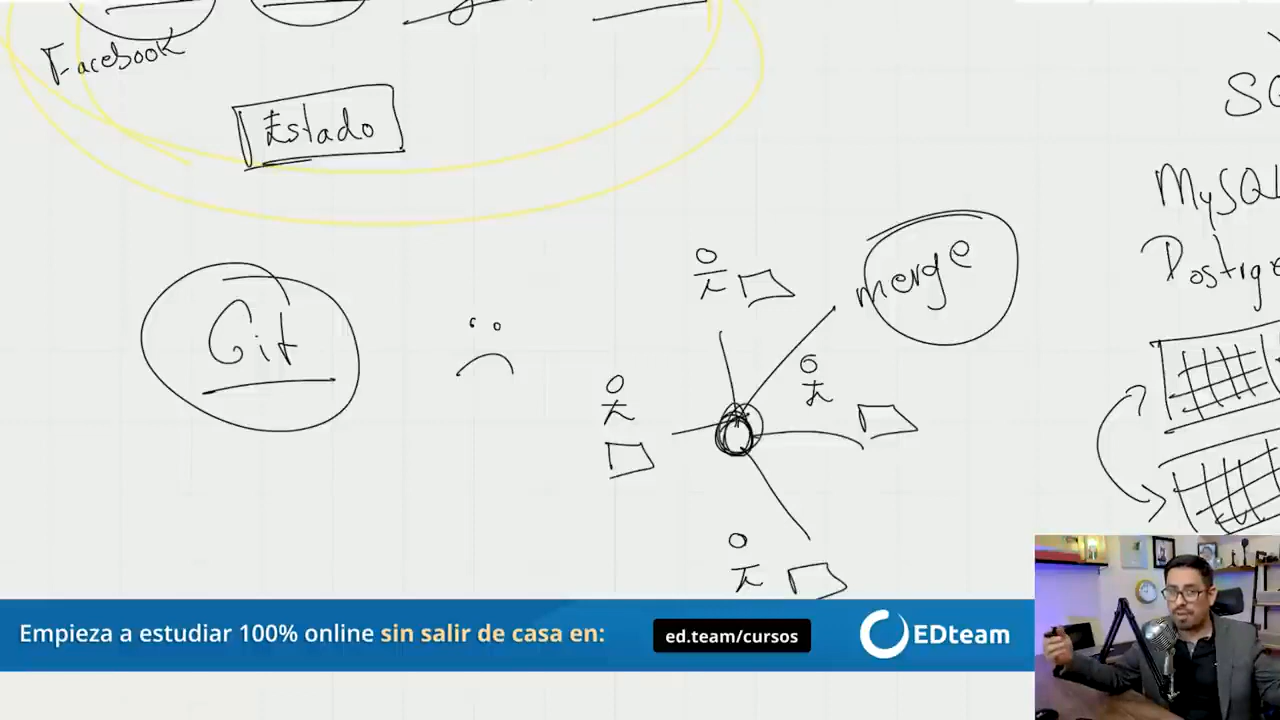 Facebook
Estado
Git
merge
MySQL
Empieza a estudiar 100% online sin salir de casa en:
ed.team/cursos
EDteam